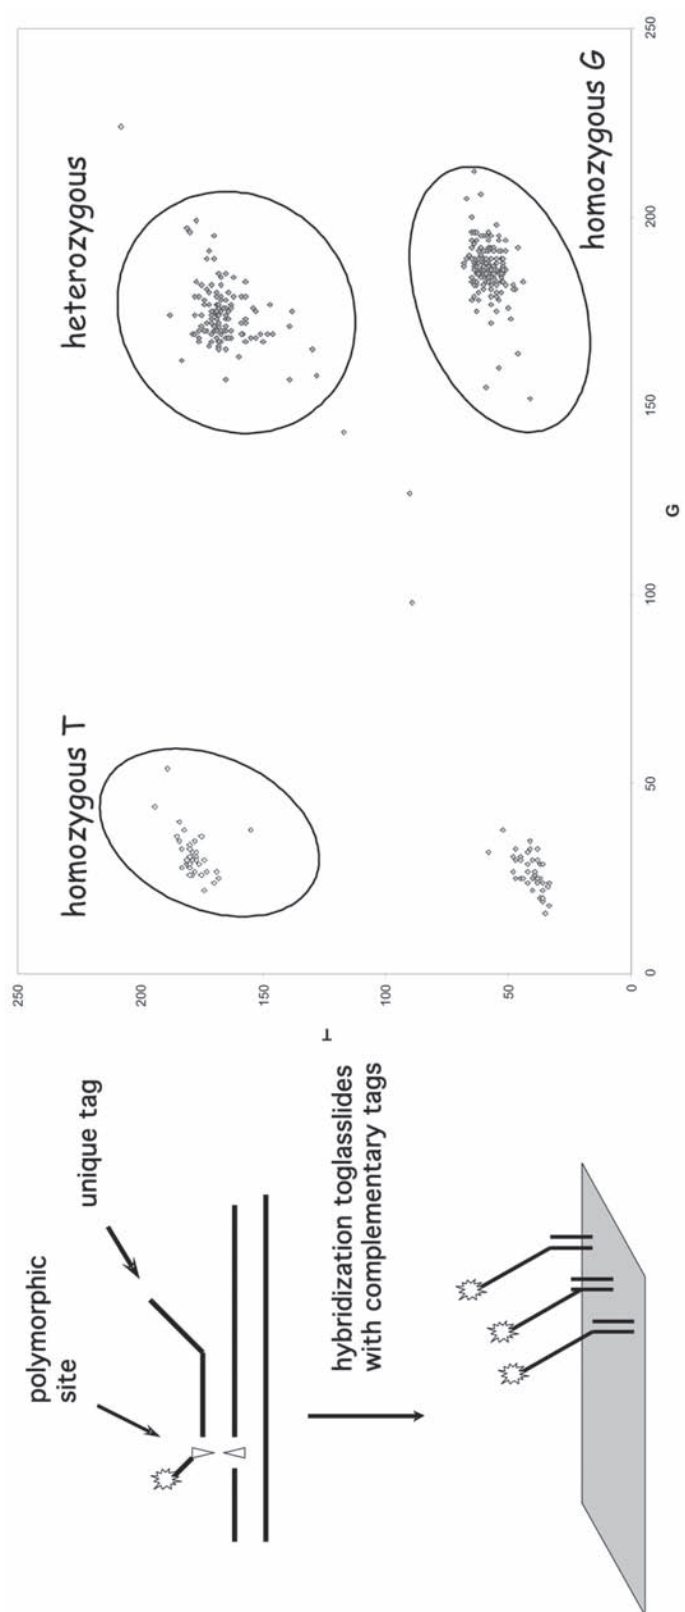 polymorphic
site
unique tag
hybridization toglasslides
with complementary tags
homozygous T
heterozygous
homozygous G
T
250
200
150
100
50
0
0
50
100
150
200
250
G